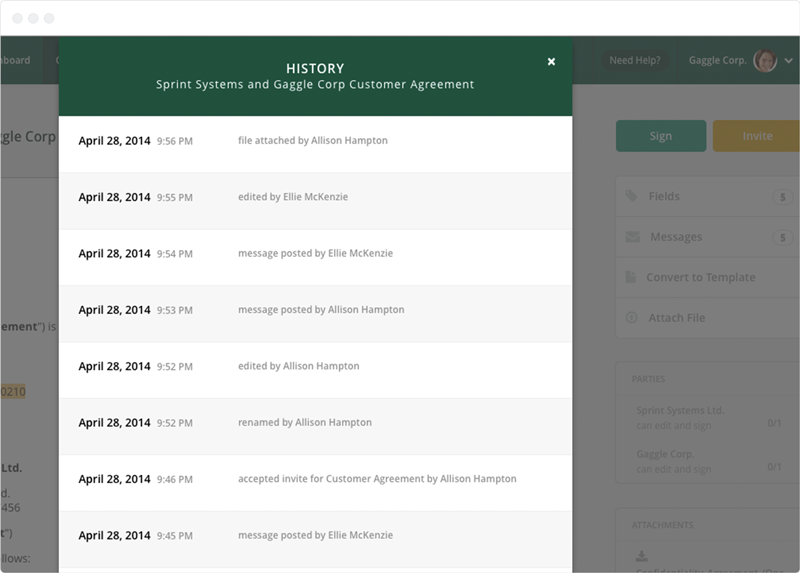 board
Need Help?
Gaggle Corp.
HISTORY
Sprint Systems and Gaggle Corp Customer Agreement
April 28, 2014 9:56 PM file attached by Allison Hampton
April 28, 2014 9:55 PM edited by Ellie McKenzie
April 28, 2014 9:54 PM message posted by Ellie McKenzie
April 28, 2014 9:53 PM message posted by Allison Hampton
April 28, 2014 9:52 PM edited by Allison Hampton
April 28, 2014 9:52 PM renamed by Allison Hampton
April 28, 2014 9:46 PM accepted invite for Customer Agreement by Allison Hampton
April 28, 2014 9:45 PM message posted by Ellie McKenzie
ggle Corp
ement") is
0210
Ltd.
d.
456
t")
llows:
Sign
Invite
Fields 5
Messages 5
Convert to Template
Attach File
PARTIES
Sprint Systems Ltd.
can edit and sign 0/1
Gaggle Corp.
can edit and sign 0/1
ATTACHMENTS